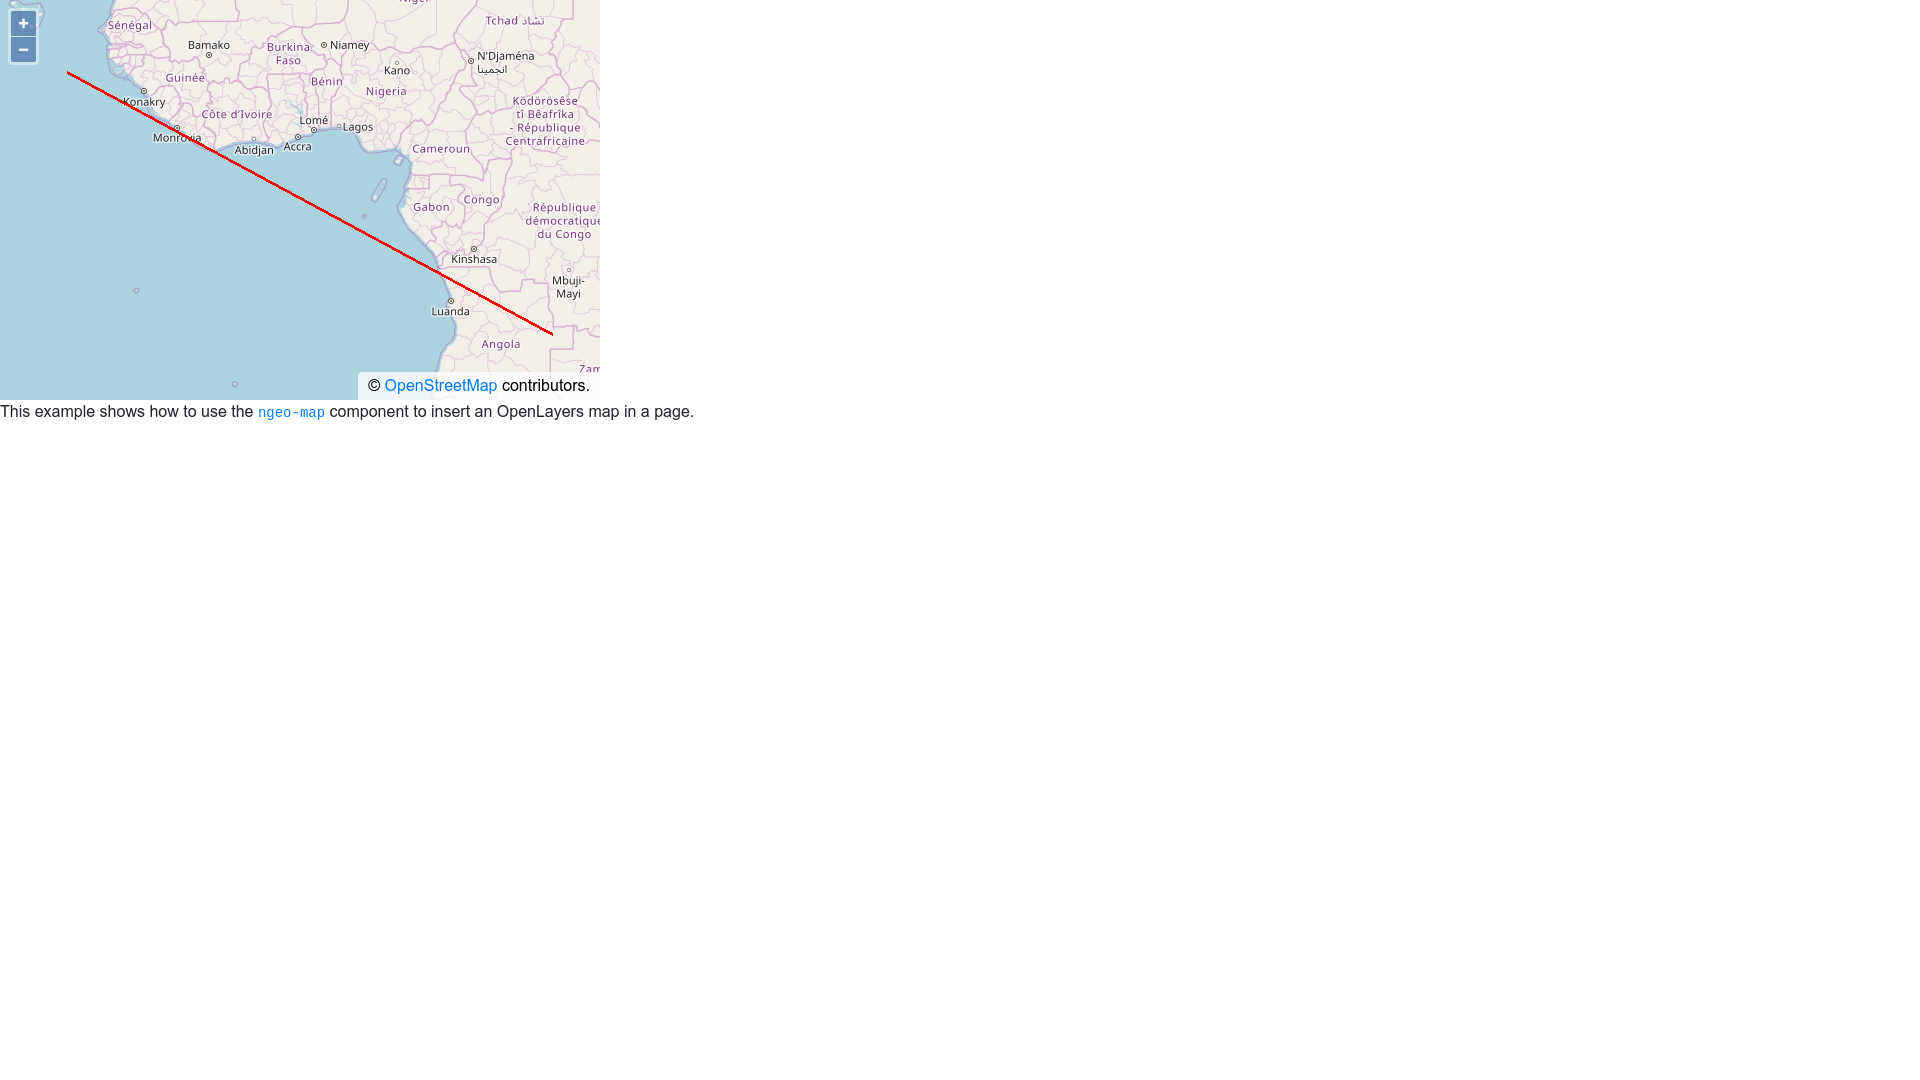 +
−
Niger
Sénégal
Tchad تشاد
Bamako
Burkina
Faso
Niamey
N'Djaména
انجمينا
Kano
Guinée
Bénin
Nigeria
Konakry
Côte d'Ivoire
Lomé
Lagos
Ködörösêse
tî Bêafrîka
- République
Centrafricaine
Monrovia
Abidjan
Accra
Cameroun
Gabon
Congo
République
démocratique
du Congo
Kinshasa
Mbuji-
Mayi
Luanda
Angola
Zam
© OpenStreetMap contributors.
This example shows how to use the ngeo-map component to insert an OpenLayers map in a page.